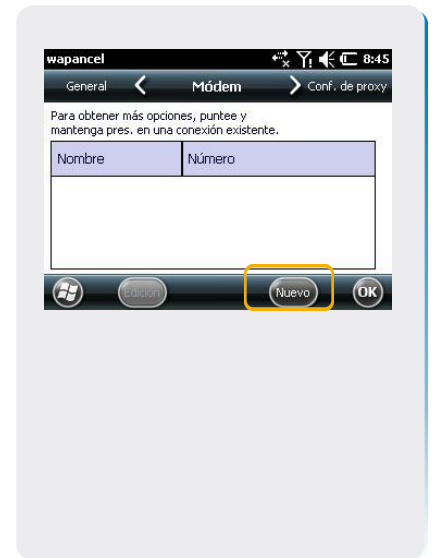 wapancel 8:45
General Módem Conf. de proxy
Para obtener más opciones, puntee y
mantenga pres. en una conexión existente.
Nombre Número
Edición Nuevo OK